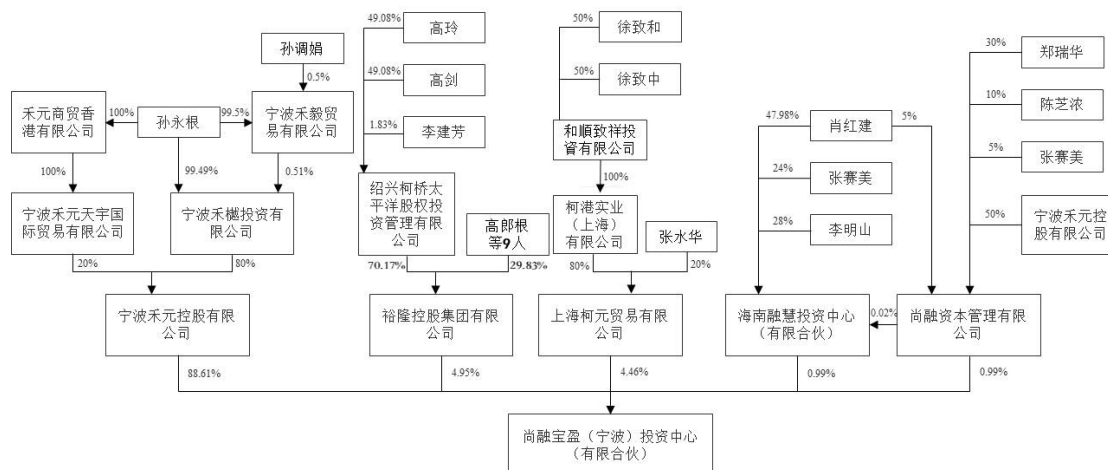 孙调娟
0.5%
禾元商贸香
港有限公司
100%
孙永根
99.5%
宁波禾毅贸
易有限公司
100%
99.49%
0.51%
宁波禾元天宇国
际贸易有限公司
宁波禾樾投资有
限公司
20%
80%
宁波禾元控股有限
公司
88.61%
49.08%
高玲
49.08%
高剑
1.83%
李建芳
绍兴柯桥太
平洋股权投
资管理有限
公司
高郎根
等9人
70.17%
29.83%
裕隆控股集团有限
公司
4.95%
50%
徐致和
50%
徐致中
和順致祥投
資有限公司
100%
柯港实业
（上海）
有限公司
张水华
80%
20%
上海柯元贸易有限
公司
4.46%
47.98%
肖红建
5%
24%
张赛美
28%
李明山
海南融慧投资中心
（有限合伙）
0.02%
0.99%
30%
郑瑞华
10%
陈芝浓
5%
张赛美
50%
宁波禾元控
股有限公司
尚融资本管理有限
公司
0.99%
尚融宝盈（宁波）投资中心
（有限合伙）